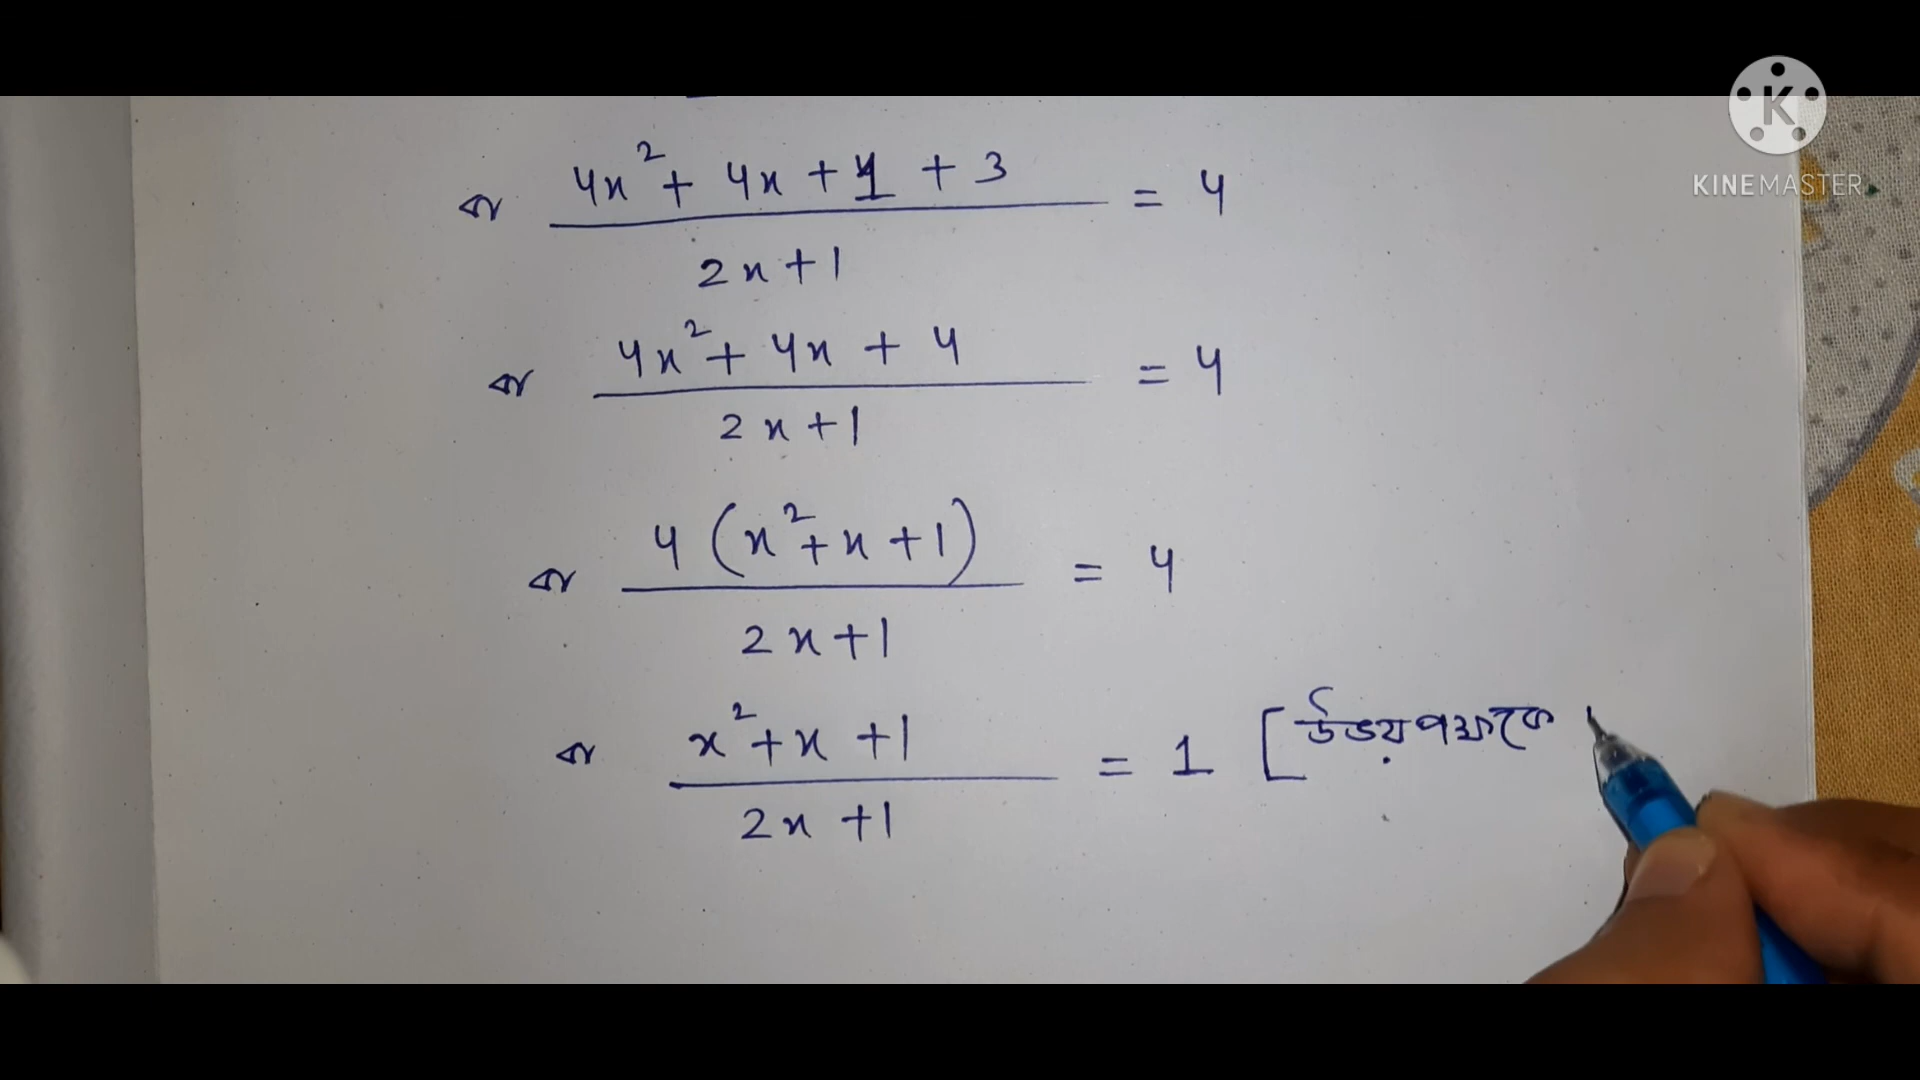 KINEMASTER
বা (4x² + 4x + 1 + 3) / (2x + 1) = 4
বা (4x² + 4x + 4) / (2x + 1) = 4
বা 4(x² + x + 1) / (2x + 1) = 4
বা (x² + x + 1) / (2x + 1) = 1 [উভয়পক্ষকে